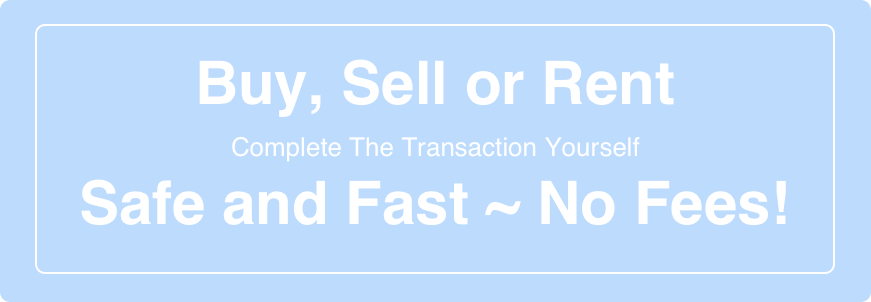 Buy, Sell or Rent
Complete The Transaction Yourself
Safe and Fast ~ No Fees!